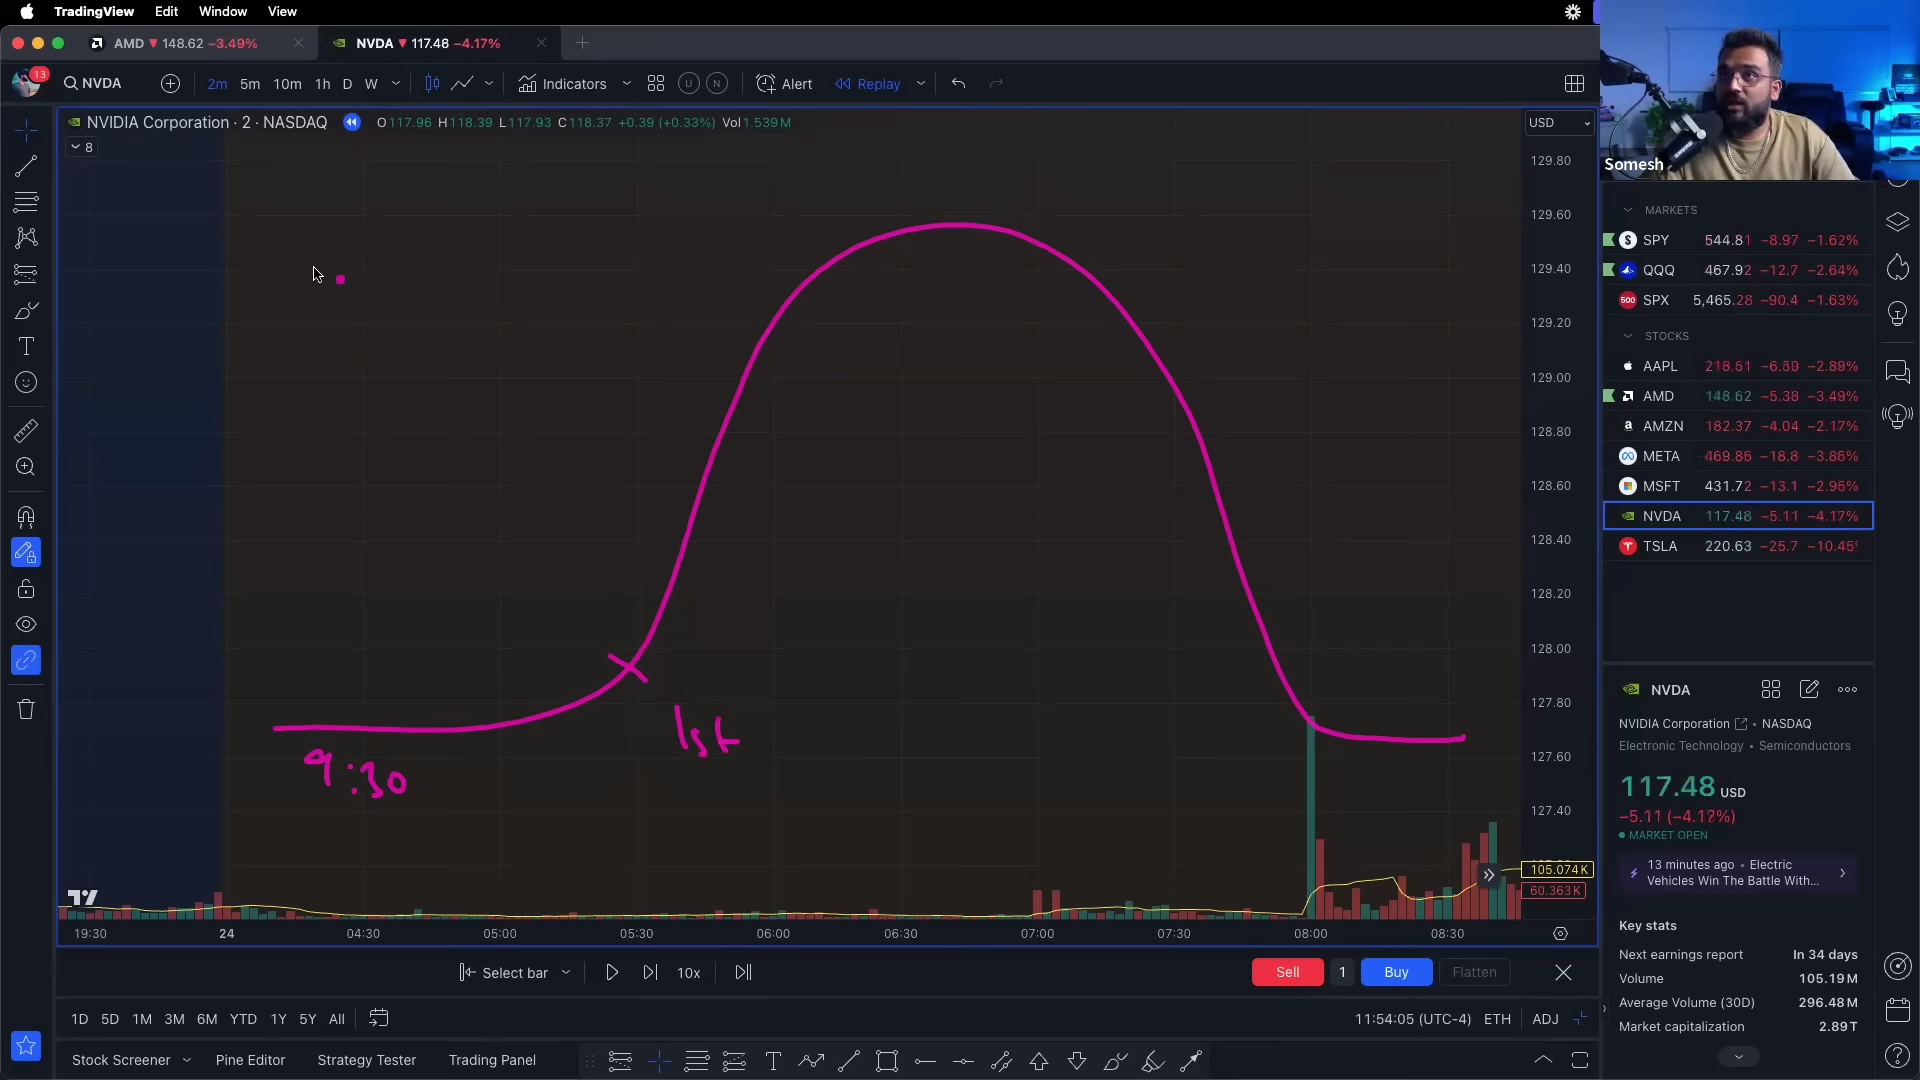 TradingView Edit Window View
AMD 148.62 −3.49%
NVDA 117.48 −4.17%
13
NVDA 2m 5m 10m 1h D W Indicators U N Alert Replay
NVIDIA Corporation · 2 · NASDAQ O117.96 H118.39 L117.93 C118.37 +0.39 (+0.33%) Vol1.539M
8
USD
129.80
129.60
129.40
129.20
129.00
128.80
128.60
128.40
128.20
128.00
127.80
127.60
127.40
105.074K
60.363K
1st
9:30
19:30 24 04:30 05:00 05:30 06:00 06:30 07:00 07:30 08:00 08:30
Select bar 10x Sell 1 Buy Flatten
1D 5D 1M 3M 6M YTD 1Y 5Y All 11:54:05 (UTC-4) ETH ADJ
Stock Screener Pine Editor Strategy Tester Trading Panel
Somesh
MARKETS
SPY 544.81 −8.97 −1.62%
QQQ 467.92 −12.7 −2.64%
SPX 5,465.28 −90.4 −1.63%
STOCKS
AAPL 218.51 −2.89%
AMD 148.62 −5.38 −3.49%
AMZN 182.37 −4.04 −2.17%
META 469.85 −18.8 −3.86%
MSFT 431.72 −13.1 −2.95%
NVDA 117.48 −5.11 −4.17%
TSLA 220.63 −25.7 −10.45
NVDA
NVIDIA Corporation • NASDAQ
Electronic Technology • Semiconductors
117.48 USD
−5.11
MARKET OPEN
13 minutes ago • Electric
Vehicles Win The Battle With...
Key stats
Next earnings report In 34 days
Volume 105.19M
Average Volume (30D) 296.48M
Market capitalization 2.89T